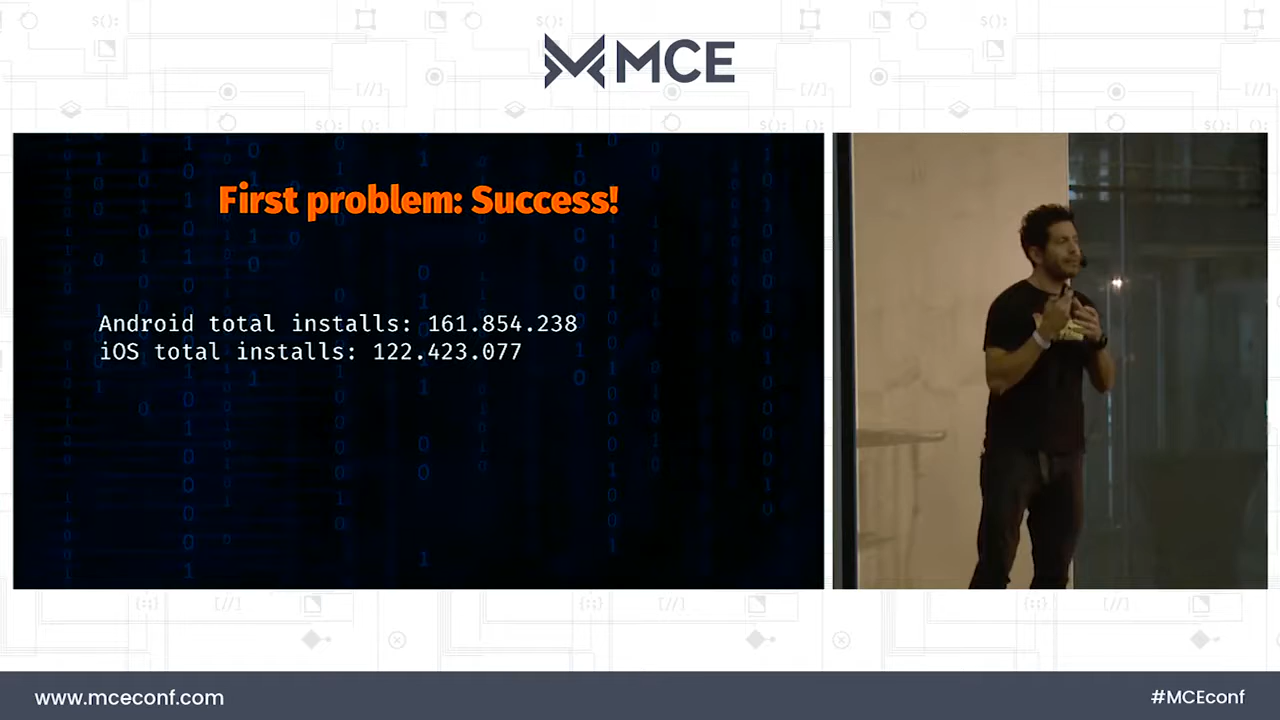 MCE
First problem: Success!
Android total installs: 161.854.238
iOS total installs: 122.423.077
www.mceconf.com
#MCEconf